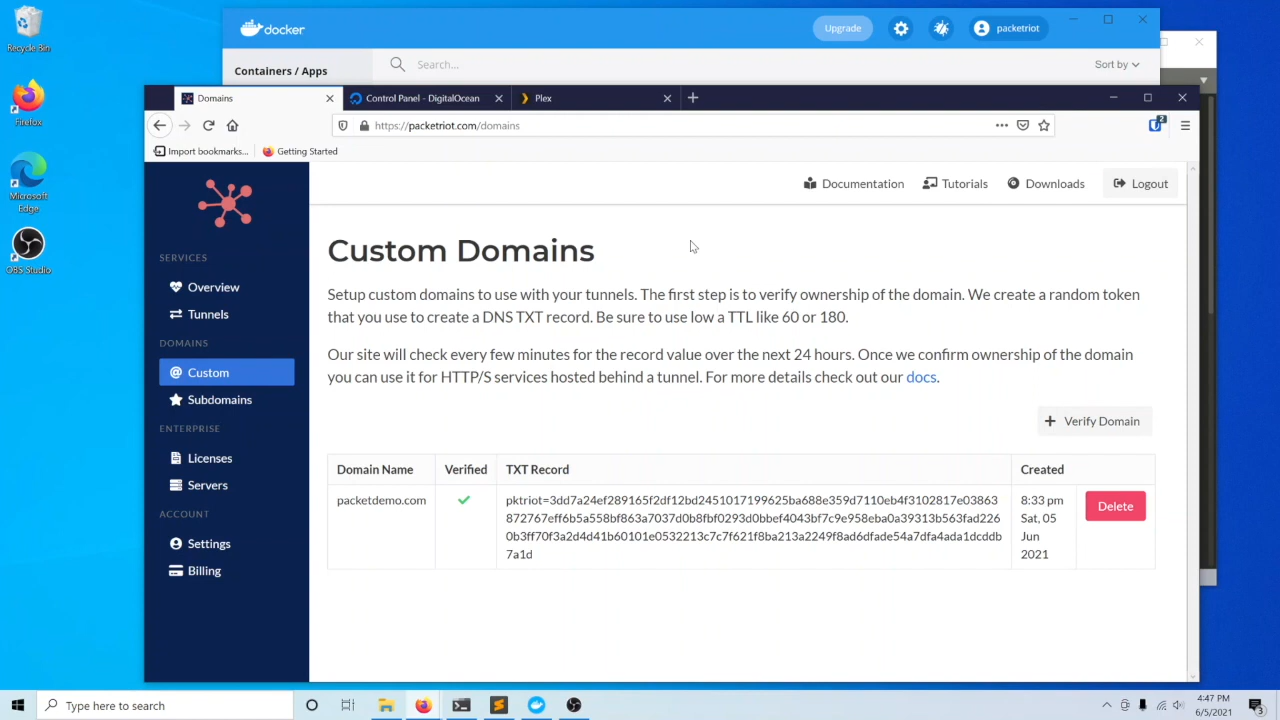 Recycle Bin
Firefox
Microsoft
Edge
OBS Studio
docker
Upgrade
packetriot
Containers / Apps
Search...
Sort by
Domains
Control Panel - DigitalOcean
Plex
https://packetriot.com/domains
2
Import bookmarks...
Getting Started
Documentation
Tutorials
Downloads
Logout
SERVICES
Overview
Tunnels
DOMAINS
Custom
Subdomains
ENTERPRISE
Licenses
Servers
ACCOUNT
Settings
Billing
Custom Domains
Setup custom domains to use with your tunnels. The first step is to verify ownership of the domain. We create a random token
that you use to create a DNS TXT record. Be sure to use low a TTL like 60 or 180.
Our site will check every few minutes for the record value over the next 24 hours. Once we confirm ownership of the domain
you can use it for HTTP/S services hosted behind a tunnel. For more details check out our docs.
Verify Domain
Domain Name
Verified
TXT Record
Created
packetdemo.com
pktriot=3dd7a24ef289165f2df12bd2451017199625ba688e359d7110eb4f3102817e03863
872767eff6b5a558bf863a7037d0b8fbf0293d0bbef4043bf7c9e958eba0a39313b563fad226
0b3ff70f3a2d4d41b60101e0532213c7c7f621f8ba213a2249f8ad6dfade54a7dfa4ada1dcddb
7a1d
8:33 pm
Sat, 05
Jun
2021
Delete
Type here to search
4:47 PM
6/5/2021
3